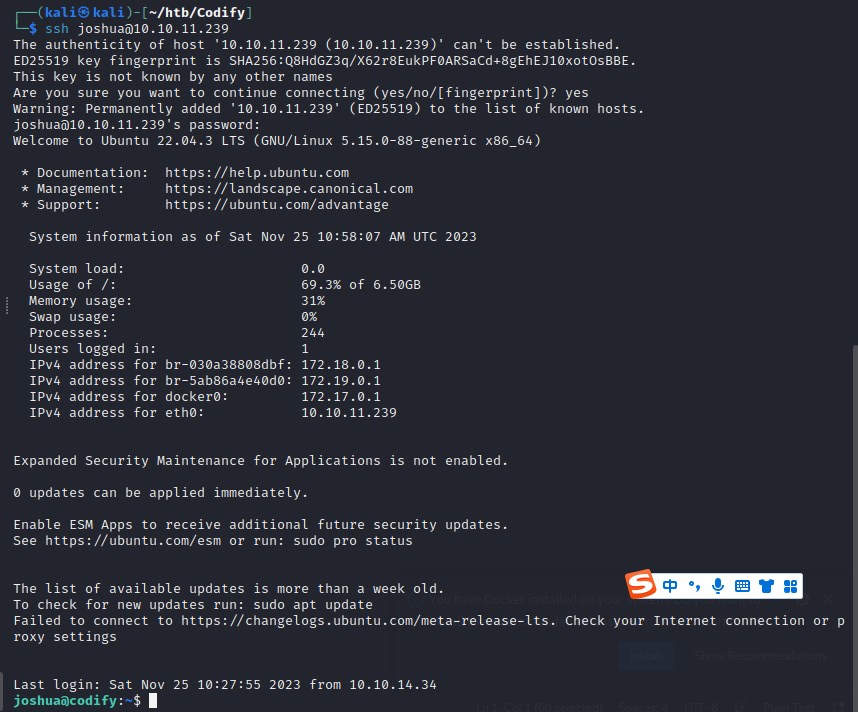 ┌──(kali㉿kali)-[~/htb/Codify]
└─$ ssh joshua@10.10.11.239
The authenticity of host '10.10.11.239 (10.10.11.239)' can't be established.
ED25519 key fingerprint is SHA256:Q8HdGZ3q/X62r8EukPF0ARSaCd+8gEhEJ10xotOsBBE.
This key is not known by any other names
Are you sure you want to continue connecting (yes/no/[fingerprint])? yes
Warning: Permanently added '10.10.11.239' (ED25519) to the list of known hosts.
joshua@10.10.11.239's password:
Welcome to Ubuntu 22.04.3 LTS (GNU/Linux 5.15.0-88-generic x86_64)
* Documentation:  https://help.ubuntu.com
* Management:     https://landscape.canonical.com
* Support:        https://ubuntu.com/advantage
System information as of Sat Nov 25 10:58:07 AM UTC 2023
System load:                      0.0
Usage of /:                       69.3% of 6.50GB
Memory usage:                     31%
Swap usage:                       0%
Processes:                        244
Users logged in:                  1
IPv4 address for br-030a38808dbf: 172.18.0.1
IPv4 address for br-5ab86a4e40d0: 172.19.0.1
IPv4 address for docker0:         172.17.0.1
IPv4 address for eth0:            10.10.11.239
Expanded Security Maintenance for Applications is not enabled.
0 updates can be applied immediately.
Enable ESM Apps to receive additional future security updates.
See https://ubuntu.com/esm or run: sudo pro status
中
The list of available updates is more than a week old.
To check for new updates run: sudo apt update
You have Docker installed on your
Failed to connect to https://changelogs.ubuntu.com/meta-release-lts. Check your Internet connection or p
roxy settings
Install Show Recommendations
Last login: Sat Nov 25 10:27:55 2023 from 10.10.14.34
joshua@codify:~$